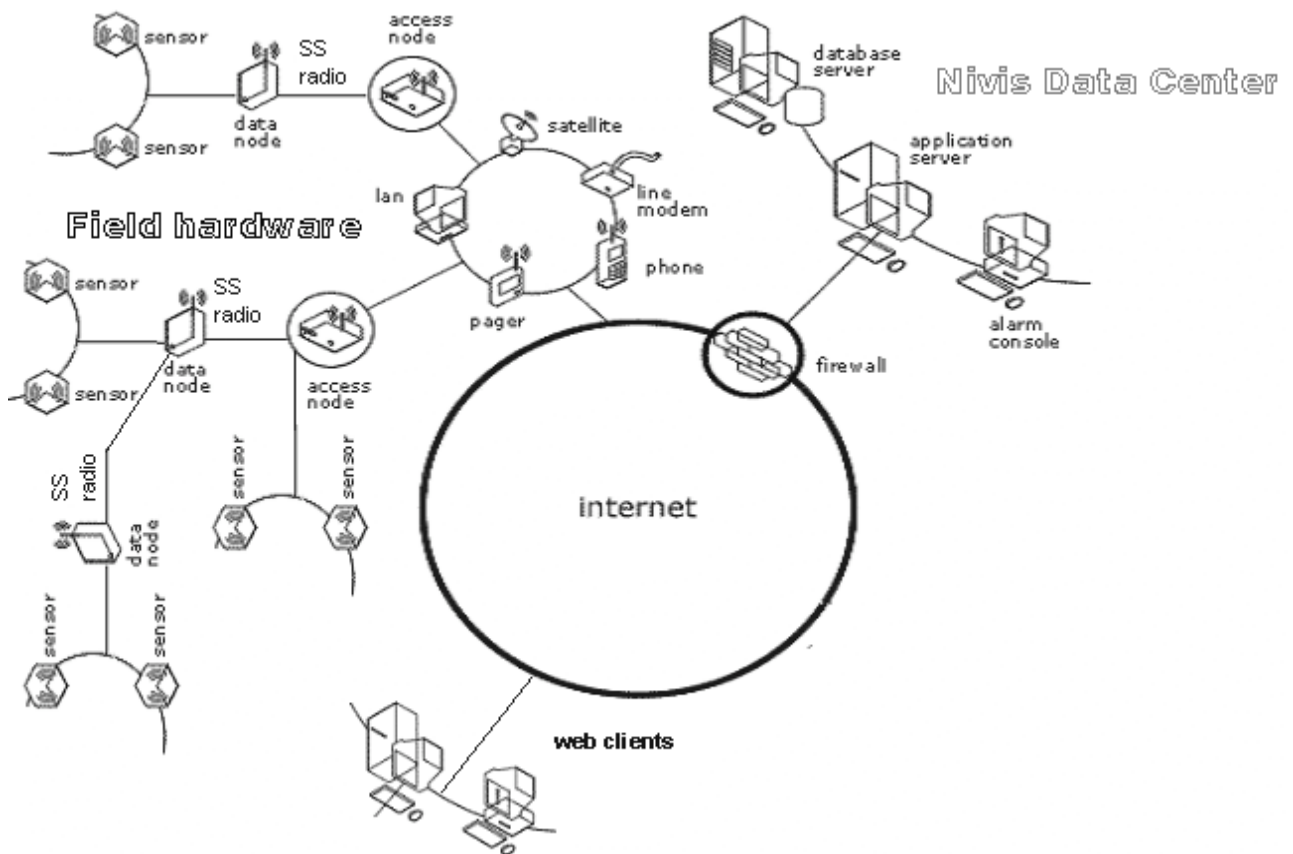 sensor
SS
radio
access
node
data
node
sensor
satellite
lan
line
modem
phone
pager
database
server
Nivis Data Center
application
server
alarm
console
firewall
Field hardware
sensor
SS
radio
data
node
access
node
sensor
SS
radio
data
node
sensor
sensor
sensor
sensor
internet
web clients